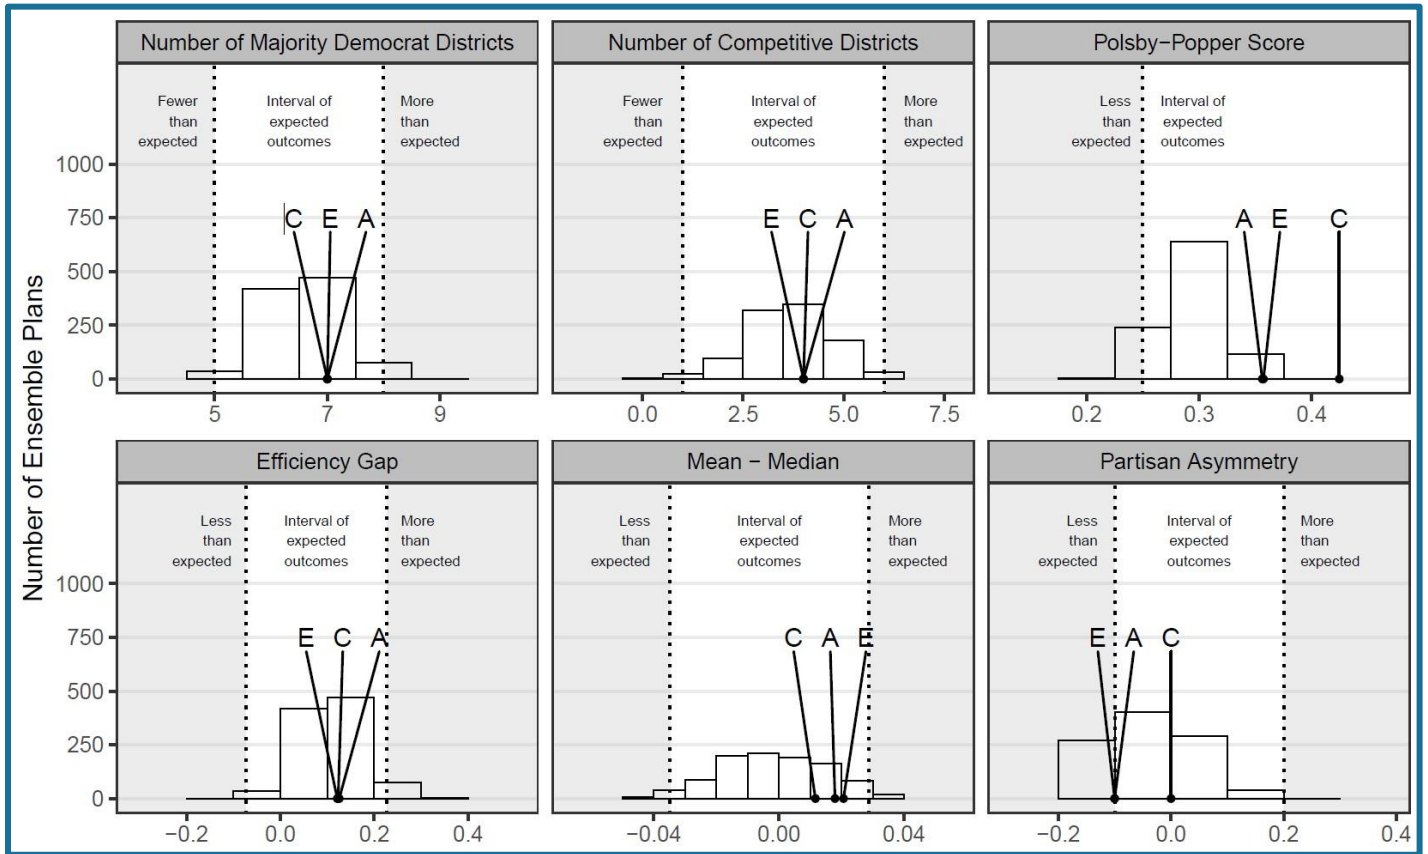 Number of Ensemble Plans
Number of Majority Democrat Districts
Fewer
than
expected
Interval of
expected
outcomes
More
than
expected
1000
750
500
250
0
C E A
5 7 9
Number of Competitive Districts
Fewer
than
expected
Interval of
expected
outcomes
More
than
expected
E C A
0.0 2.5 5.0 7.5
Polsby−Popper Score
Less
than
expected
Interval of
expected
outcomes
A E C
0.2 0.3 0.4
Efficiency Gap
Less
than
expected
Interval of
expected
outcomes
More
than
expected
1000
750
500
250
0
E C A
−0.2 0.0 0.2 0.4
Mean − Median
Less
than
expected
Interval of
expected
outcomes
More
than
expected
C A E
−0.04 0.00 0.04
Partisan Asymmetry
Less
than
expected
Interval of
expected
outcomes
More
than
expected
E A C
−0.2 0.0 0.2 0.4